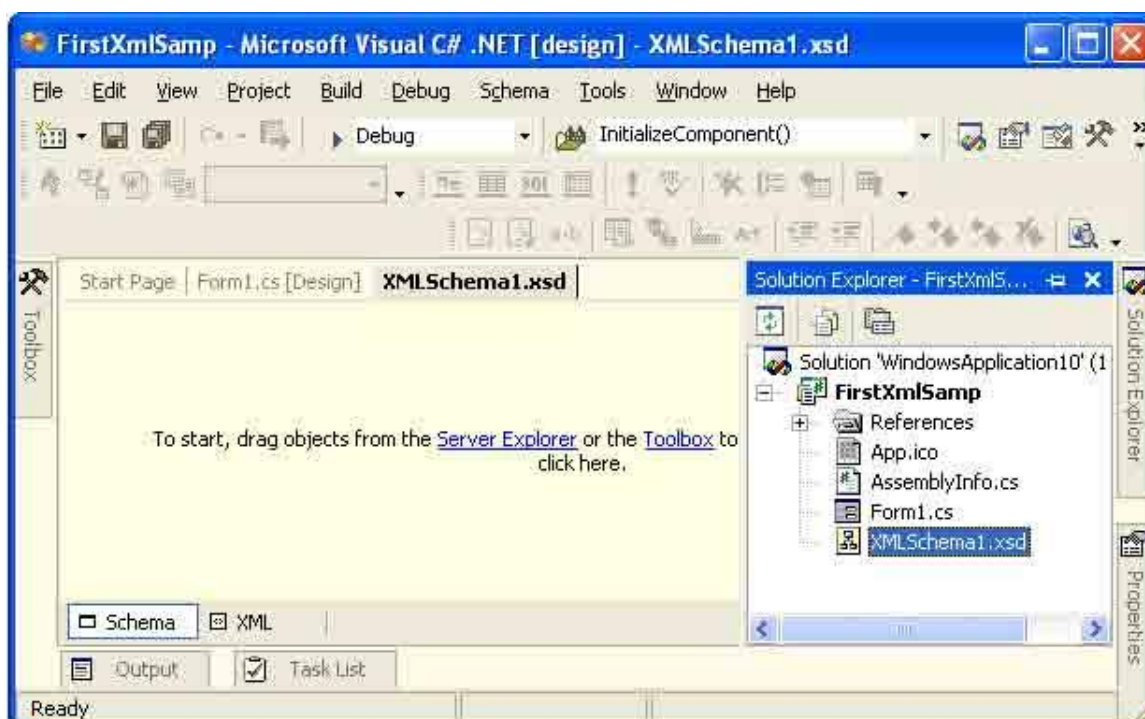 FirstXmlSamp - Microsoft Visual C# .NET [design] - XMLSchema1.xsd
File Edit View Project Build Debug Schema Tools Window Help
Debug InitializeComponent()
Toolbox
Start Page Form1.cs [Design] XMLSchema1.xsd
To start, drag objects from the Server Explorer or the Toolbox to
click here.
Schema XML
Output Task List
Ready
Solution Explorer - FirstXmlS...
Solution 'WindowsApplication10' (1
FirstXmlSamp
References
App.ico
AssemblyInfo.cs
Form1.cs
XMLSchema1.xsd
Solution Explorer
Properties